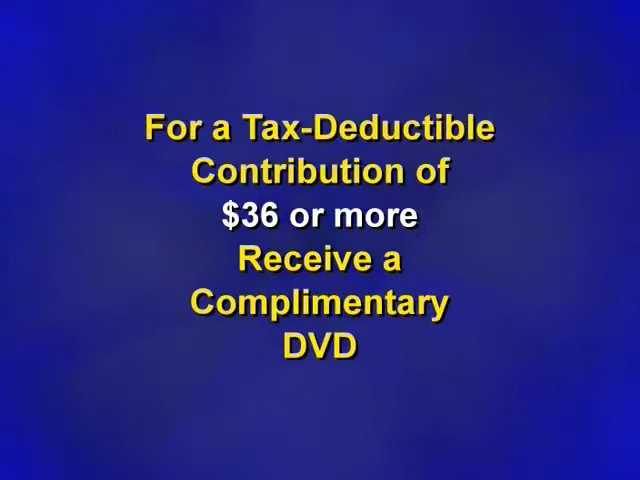 For a Tax-Deductible
Contribution of
$36 or more
Receive a
Complimentary
DVD